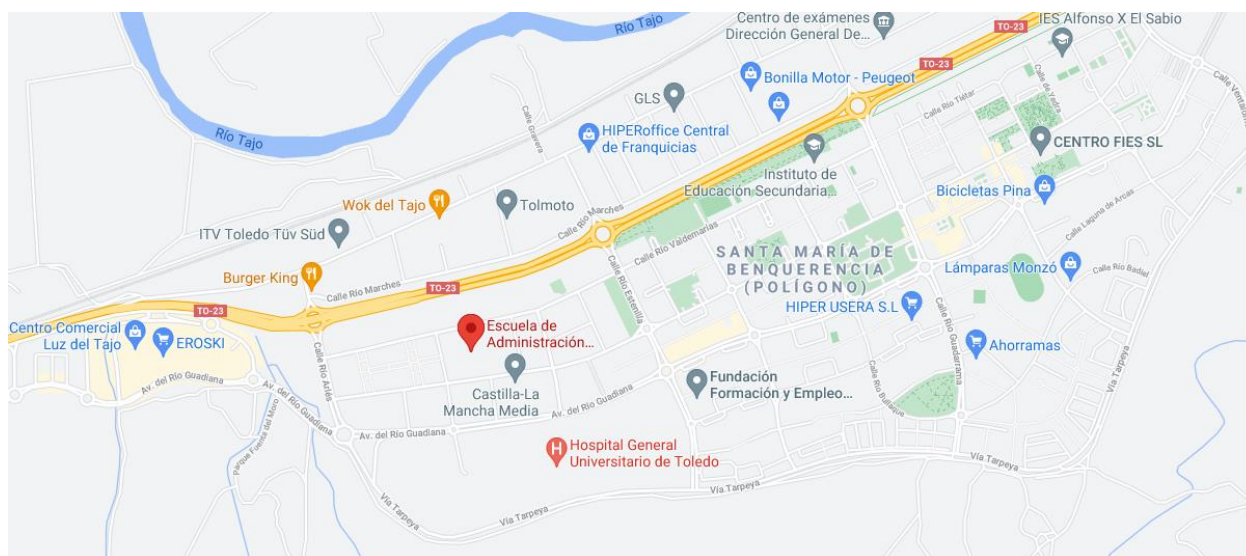 Centro de exámenes
Dirección General De...
TO-23
IES Alfonso X El Sabio
Río Tajo
TO-23
Bonilla Motor - Peugeot
Calle de Yedra
Calle Ventalomar
GLS
Calle Río Tiétar
Río Tajo
Calle Gravera
HIPERoffice Central
de Franquicias
CENTRO FIES SL
Instituto de
Educación Secundaria...
Bicicletas Pina
Wok del Tajo
Tolmoto
Calle Río Marches
Calle Laguna de Arcas
ITV Toledo Tüv Süd
Calle Río Valdemarías
SANTA MARÍA DE
BENQUERENCIA
(POLÍGONO)
Lámparas Monzó
Calle Río Badiel
Burger King
Calle Río Marches
TO-23
Calle Río Estenilla
HIPER USERA S.L
TO-23
Centro Comercial
Luz del Tajo
EROSKI
Escuela de
Administración...
Calle Río Guadarrama
Ahorramas
Calle Río Arlés
Av. del Río Guadiana
Castilla-La
Mancha Media
Fundación
Formación y Empleo...
Calle Río Bullaque
Vía Tarpeya
Av. del Río Guadiana
Av. del Río Guadiana
Av. del Río Guadiana
Parque Fuente del Moro
Hospital General
Universitario de Toledo
Vía Tarpeya
Vía Tarpeya
Vía Tarpeya
Vía Tarpeya